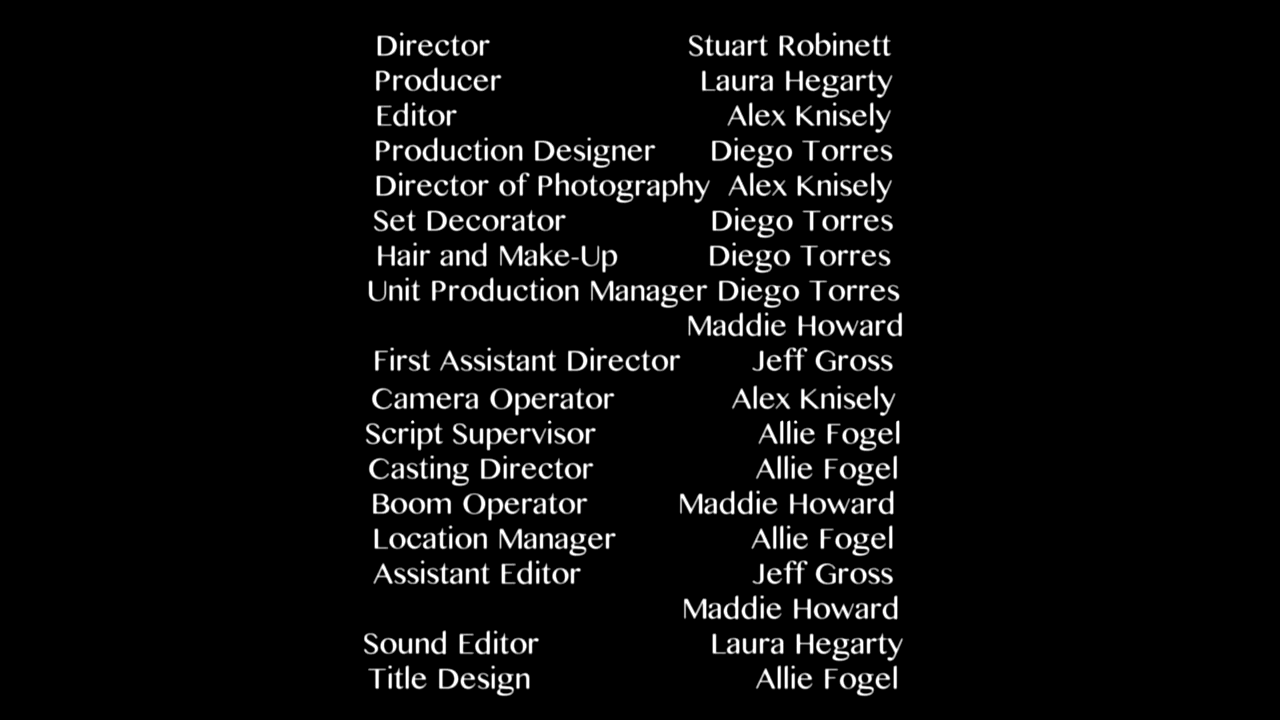 Director Stuart Robinett
Producer Laura Hegarty
Editor Alex Knisely
Production Designer Diego Torres
Director of Photography Alex Knisely
Set Decorator Diego Torres
Hair and Make-Up Diego Torres
Unit Production Manager Diego Torres
Maddie Howard
First Assistant Director Jeff Gross
Camera Operator Alex Knisely
Script Supervisor Allie Fogel
Casting Director Allie Fogel
Boom Operator Maddie Howard
Location Manager Allie Fogel
Assistant Editor Jeff Gross
Maddie Howard
Sound Editor Laura Hegarty
Title Design Allie Fogel